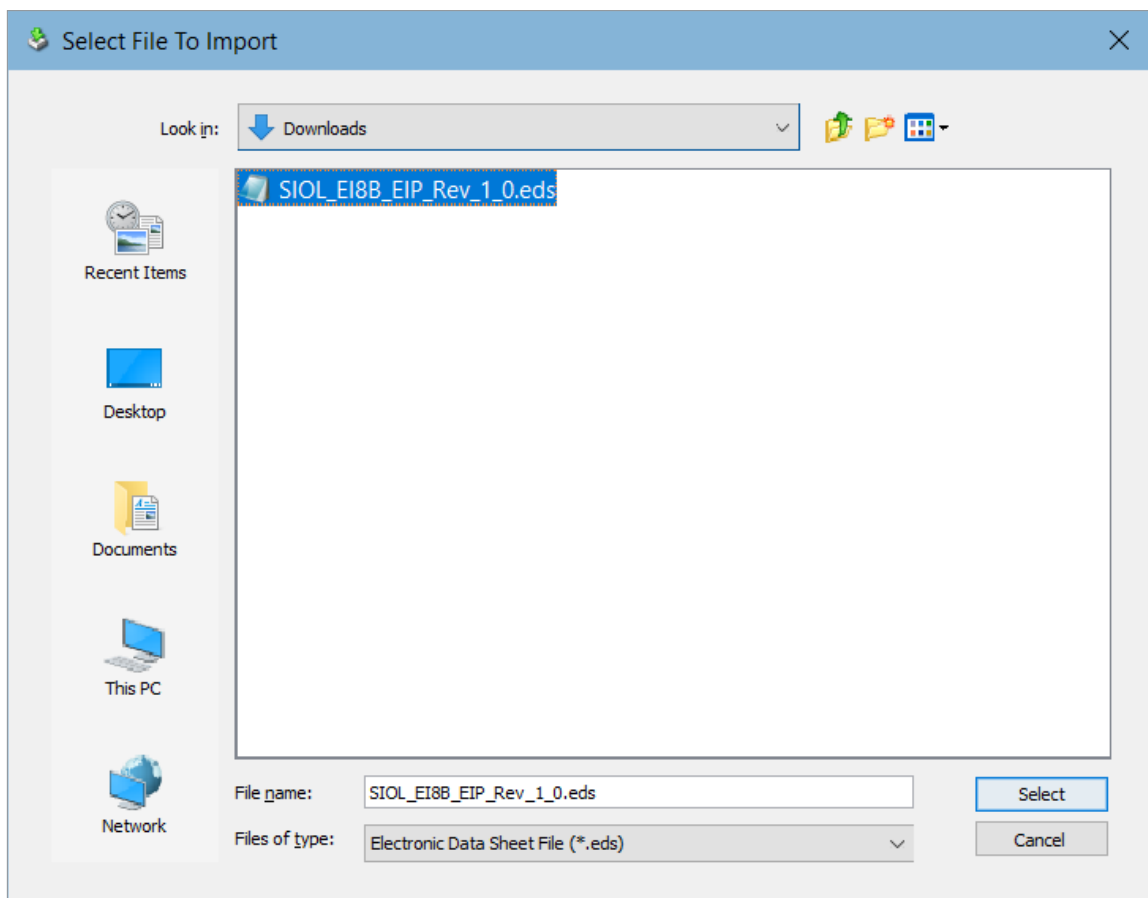 Select File To Import
Look in:
Downloads
SIOL_EI8B_EIP_Rev_1_0.eds
Recent Items
Desktop
Documents
This PC
Network
File name:
SIOL_EI8B_EIP_Rev_1_0.eds
Select
Files of type:
Electronic Data Sheet File (*.eds)
Cancel